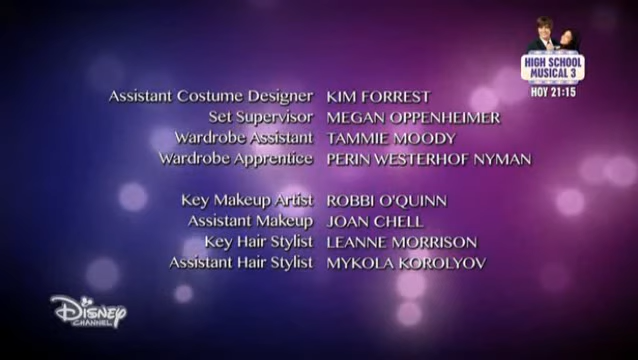 HIGH SCHOOL
MUSICAL 3
HOY 21:15
Assistant Costume Designer KIM FORREST
Set Supervisor MEGAN OPPENHEIMER
Wardrobe Assistant TAMMIE MOODY
Wardrobe Apprentice PERIN WESTERHOF NYMAN
Key Makeup Artist ROBBI O'QUINN
Assistant Makeup JOAN CHELL
Key Hair Stylist LEANNE MORRISON
Assistant Hair Stylist MYKOLA KOROLYOV
DISNEY
CHANNEL